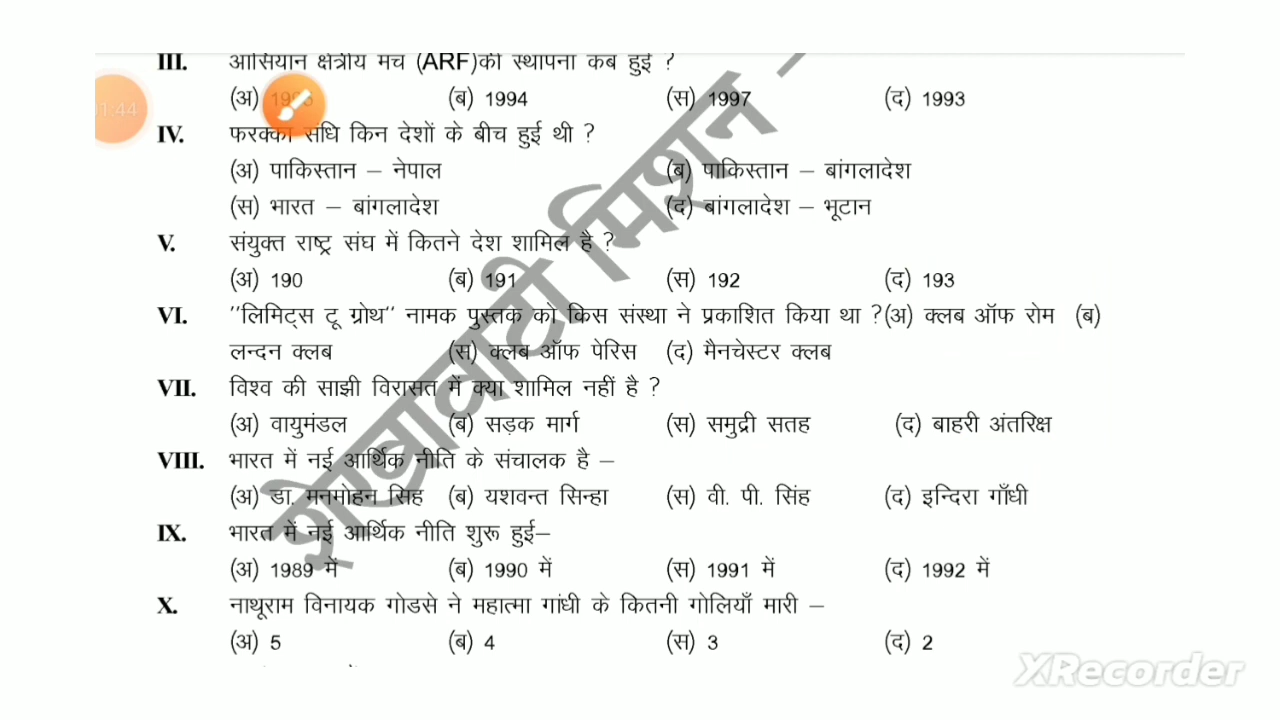 III. आसियान क्षेत्रीय मंच (ARF)की स्थापना कब हुई ?
(अ) (ब) 1994 (स) 1997 (द) 1993
01:44
IV. फरक्का संधि किन देशों के बीच हुई थी ?
(अ) पाकिस्तान – नेपाल (ब) पाकिस्तान – बांगलादेश
(स) भारत – बांगलादेश (द) बांगलादेश – भूटान
V. संयुक्त राष्ट्र संघ में कितने देश शामिल है ?
(अ) 190 (ब) 191 (स) 192 (द) 193
VI. "लिमिट्स टू ग्रोथ" नामक पुस्तक को किस संस्था ने प्रकाशित किया था ?(अ) क्लब ऑफ रोम (ब)
लन्दन क्लब (स) क्लब ऑफ पेरिस (द) मैनचेस्टर क्लब
VII. विश्व की साझी विरासत में क्या शामिल नहीं है ?
(अ) वायुमंडल (ब) सड़क मार्ग (स) समुद्री सतह (द) बाहरी अंतरिक्ष
VIII. भारत में नई आर्थिक नीति के संचालक है –
(अ) डा. मनमोहन सिंह (ब) यशवन्त सिन्हा (स) वी. पी. सिंह (द) इन्दिरा गाँधी
IX. भारत में नई आर्थिक नीति शुरू हुई–
(अ) 1989 में (ब) 1990 में (स) 1991 में (द) 1992 में
X. नाथूराम विनायक गोडसे ने महात्मा गांधी के कितनी गोलियाँ मारी –
(अ) 5 (ब) 4 (स) 3 (द) 2
शेखावाटी मिशन –
XRecorder